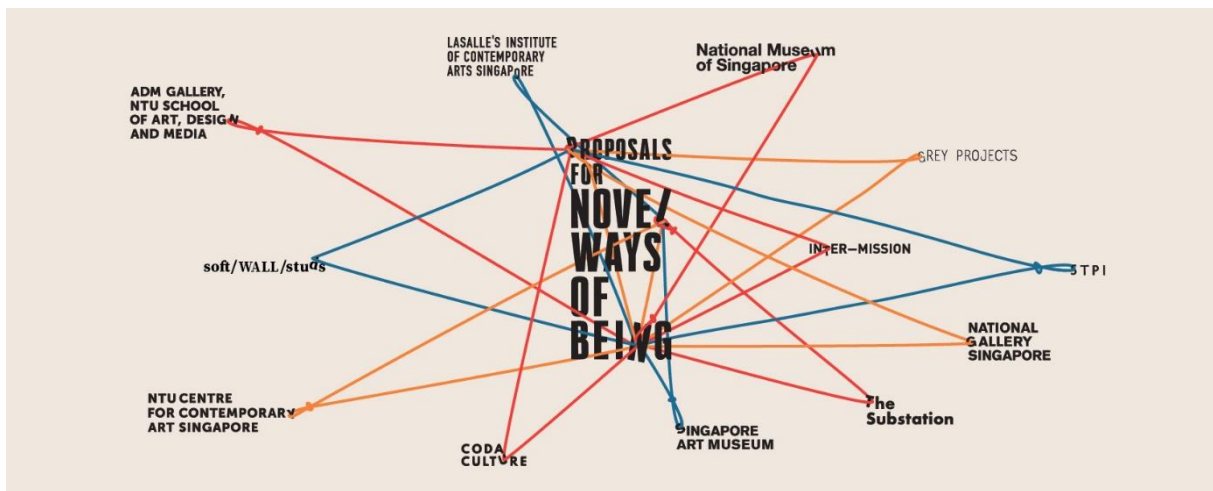 LASALLE'S INSTITUTE
OF CONTEMPORARY
ARTS SINGAPORE
National Museum
of Singapore
ADM GALLERY,
NTU SCHOOL
OF ART, DESIGN
AND MEDIA
PROPOSALS
FOR
NOVEL
WAYS
OF
BEING
GREY PROJECTS
INTER—MISSION
soft/WALL/studs
STPI
NATIONAL
GALLERY
SINGAPORE
NTU CENTRE
FOR CONTEMPORARY
ART SINGAPORE
The
Substation
CODA
CULTURE
SINGAPORE
ART MUSEUM